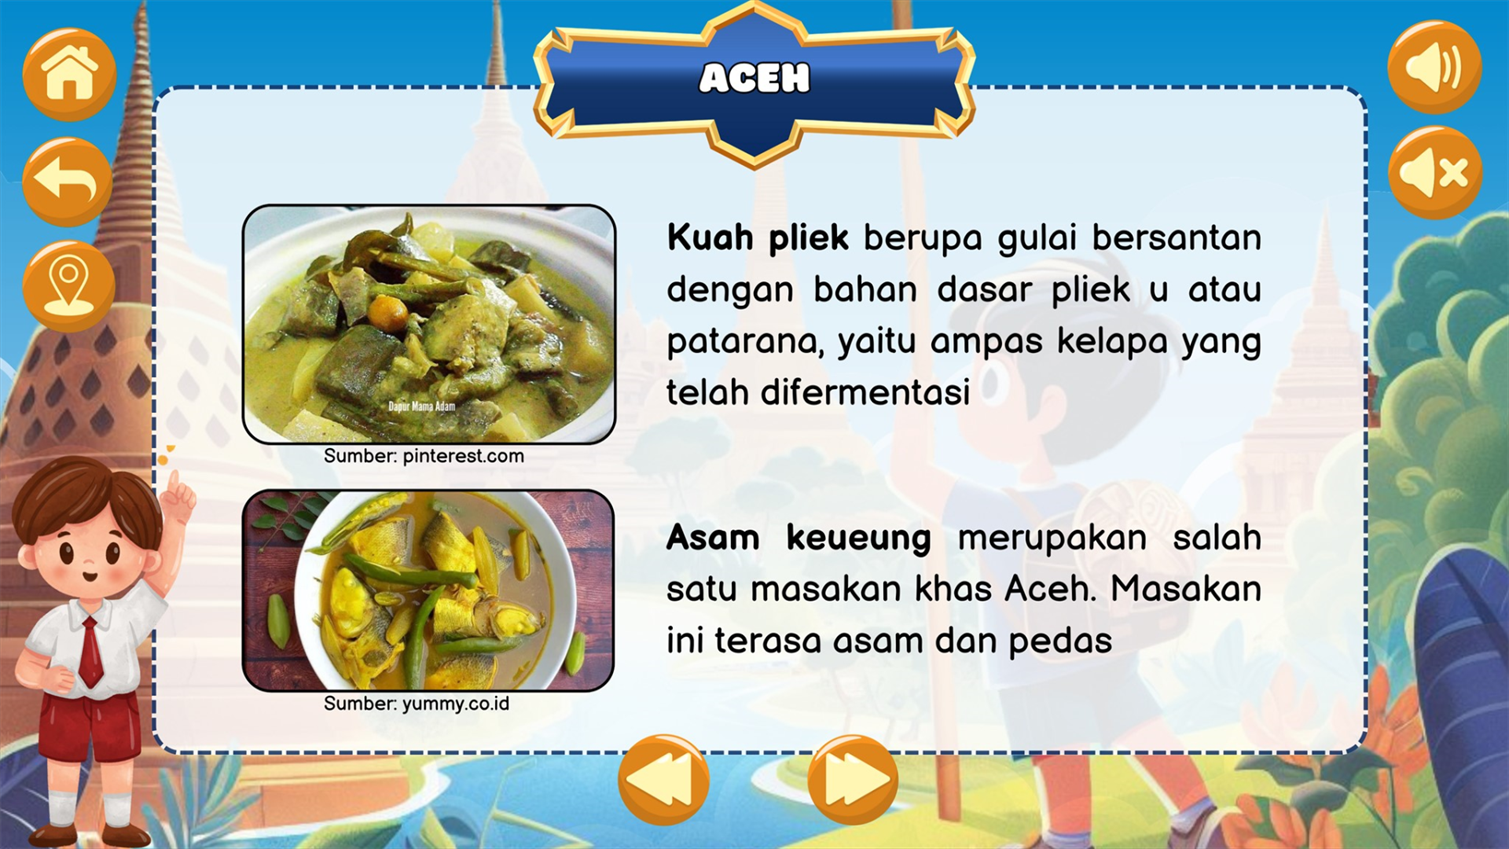 ACEH
Kuah pliek berupa gulai bersantan
dengan bahan dasar pliek u atau
patarana, yaitu ampas kelapa yang
telah difermentasi
Dapur Mama Adam
Sumber: pinterest.com
Asam keueung merupakan salah
satu masakan khas Aceh. Masakan
ini terasa asam dan pedas
Sumber: yummy.co.id